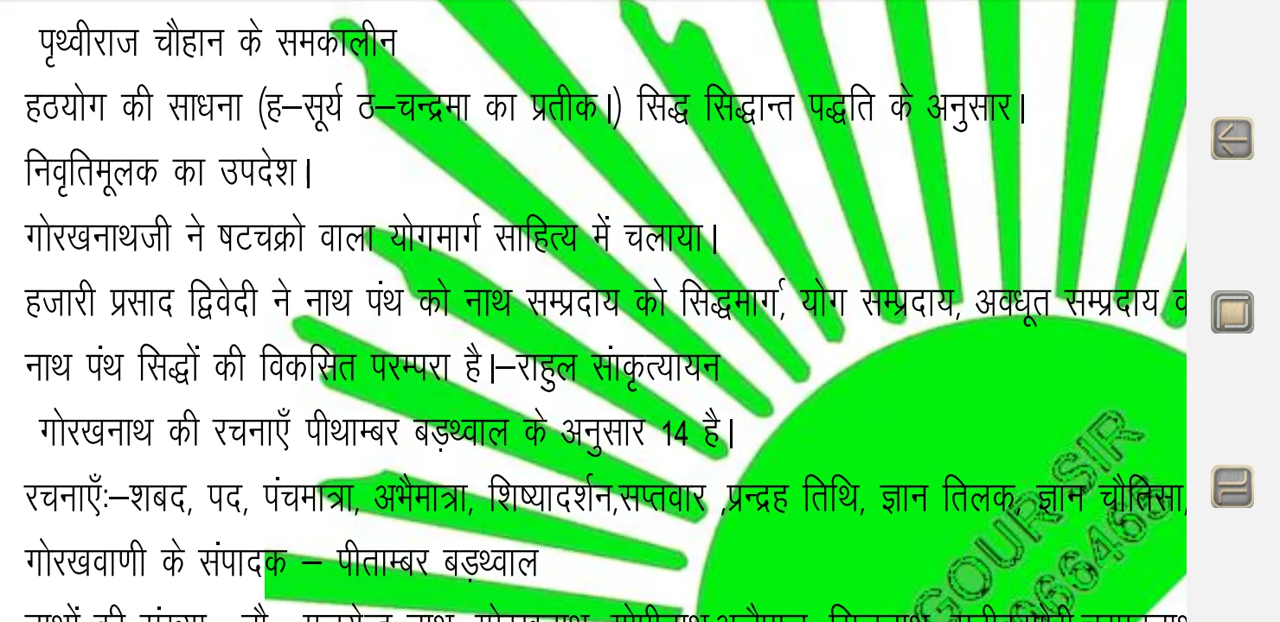 पृथ्वीराज चौहान के समकालीन
हठयोग की साधना (ह–सूर्य ठ–चन्द्रमा का प्रतीक।) सिद्ध सिद्धान्त पद्धति के अनुसार।
निवृतिमूलक का उपदेश।
गोरखनाथजी ने षटचक्रो वाला योगमार्ग साहित्य में चलाया।
हजारी प्रसाद द्विवेदी ने नाथ पंथ को नाथ सम्प्रदाय को सिद्धमार्ग, योग सम्प्रदाय, अवधूत सम्प्रदाय
नाथ पंथ सिद्धों की विकसित परम्परा है।–राहुल सांकृत्यायन
गोरखनाथ की रचनाएँ पीथाम्बर बड़थ्वाल के अनुसार 14 है।
रचनाएँ:–शबद, पद, पंचमात्रा, अभैमात्रा, शिष्यादर्शन,सप्तवार ,प्रन्द्रह तिथि, ज्ञान तिलक, ज्ञान चौतिसा,
गोरखवाणी के संपादक – पीताम्बर बड़थ्वाल
GOUR SIR